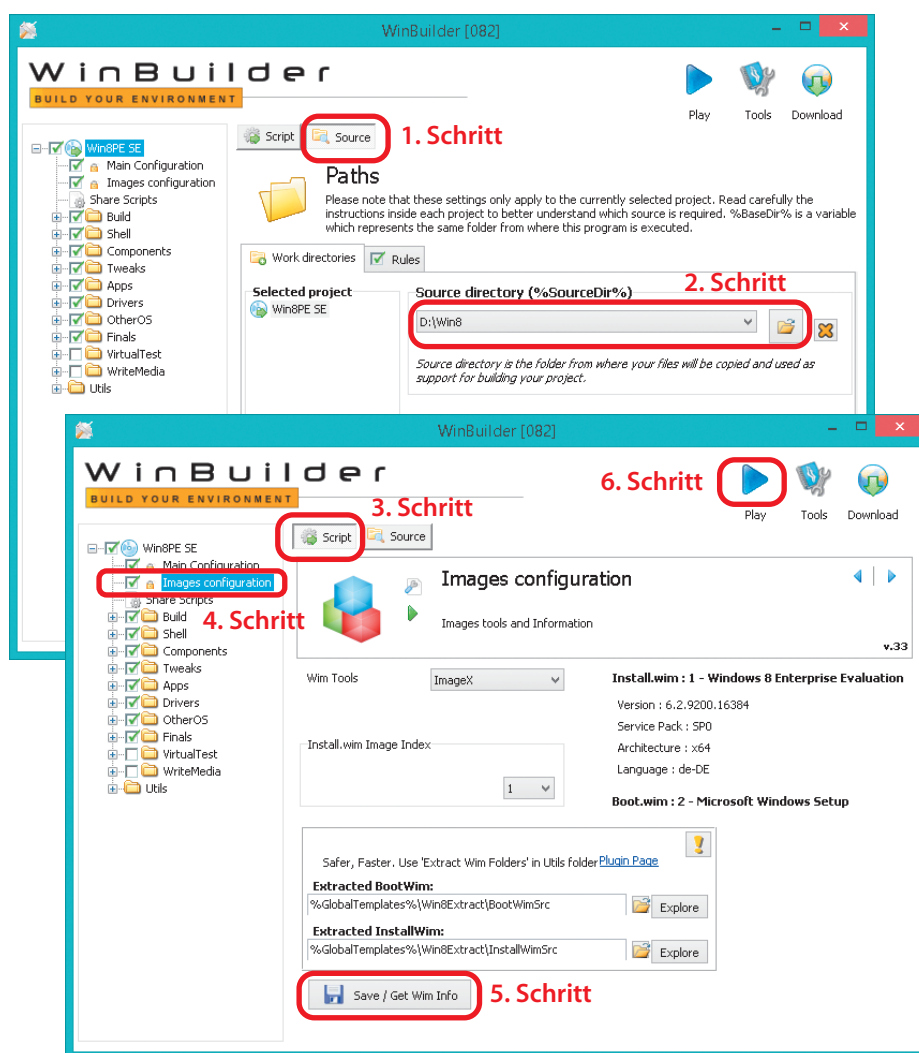 WinBuilder [082]
WinBuilder
BUILD YOUR ENVIRONMENT
Play
Tools
Download
Script
Source
1. Schritt
Win8PE SE
Main Configuration
Images configuration
Share Scripts
Build
Shell
Components
Tweaks
Apps
Drivers
OtherOS
Finals
VirtualTest
WriteMedia
Utils
Paths
Please note that these settings only apply to the currently selected project. Read carefully the
instructions inside each project to better understand which source is required. %BaseDir% is a variable
which represents the same folder from where this program is executed.
Work directories
Rules
2. Schritt
Selected project
Win8PE SE
Source directory (%SourceDir%)
D:\Win8
Source directory is the folder from where your files will be copied and used as
support for building your project.
WinBuilder [082]
WinBuilder
BUILD YOUR ENVIRONMENT
6. Schritt
Play
Tools
Download
3. Schritt
Script
Source
Win8PE SE
Main Configuration
Images configuration
Share Scripts
4. Schritt
Build
Shell
Components
Tweaks
Apps
Drivers
OtherOS
Finals
VirtualTest
WriteMedia
Utils
Images configuration
Images tools and Information
v.33
Wim Tools
ImageX
Install.wim Image Index
1
Install.wim : 1 - Windows 8 Enterprise Evaluation
Version : 6.2.9200.16384
Service Pack : SP0
Architecture : x64
Language : de-DE
Boot.wim : 2 - Microsoft Windows Setup
Safer, Faster. Use 'Extract Wim Folders' in Utils folder Plugin Page
Extracted BootWim:
%GlobalTemplates%\Win8Extract\BootWimSrc
Explore
Extracted InstallWim:
%GlobalTemplates%\Win8Extract\InstallWimSrc
Explore
Save / Get Wim Info
5. Schritt